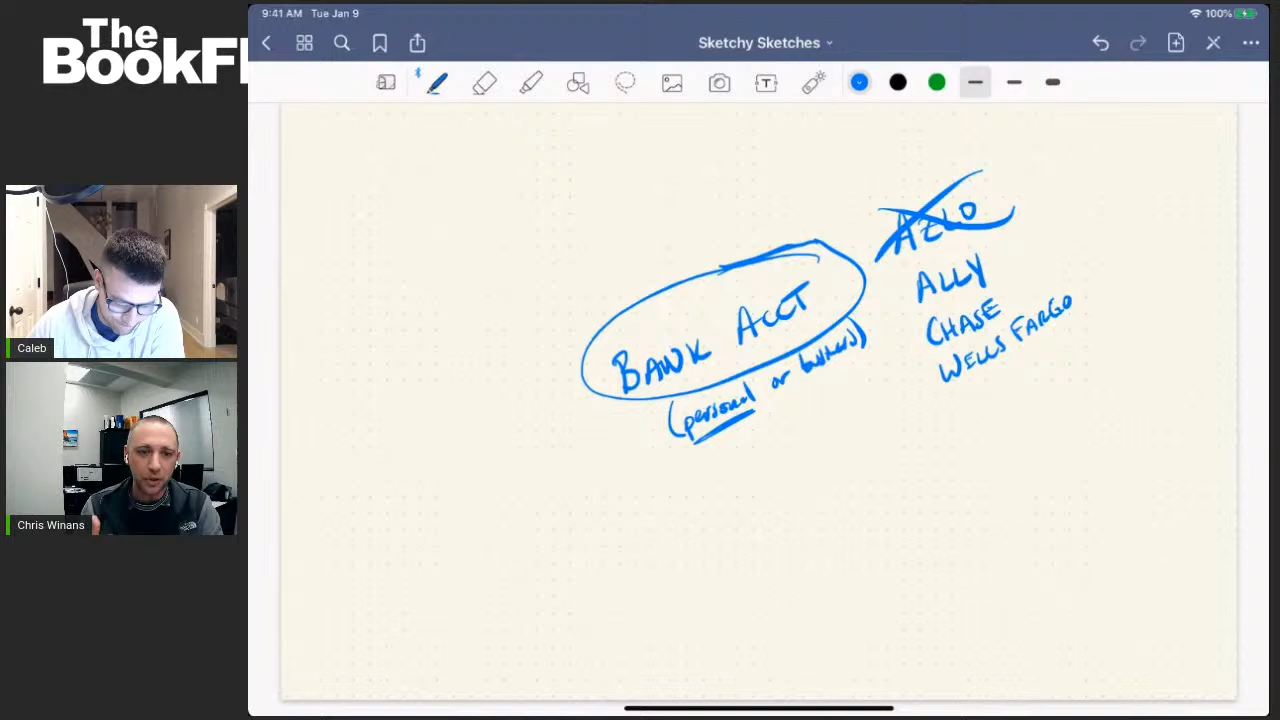 The
BookFl
9:41 AM Tue Jan 9
100%
Sketchy Sketches
T
AZLO
ALLY
CHASE
WELLS FARGO
BANK ACCT
(personal or business)
Caleb
Chris Winans